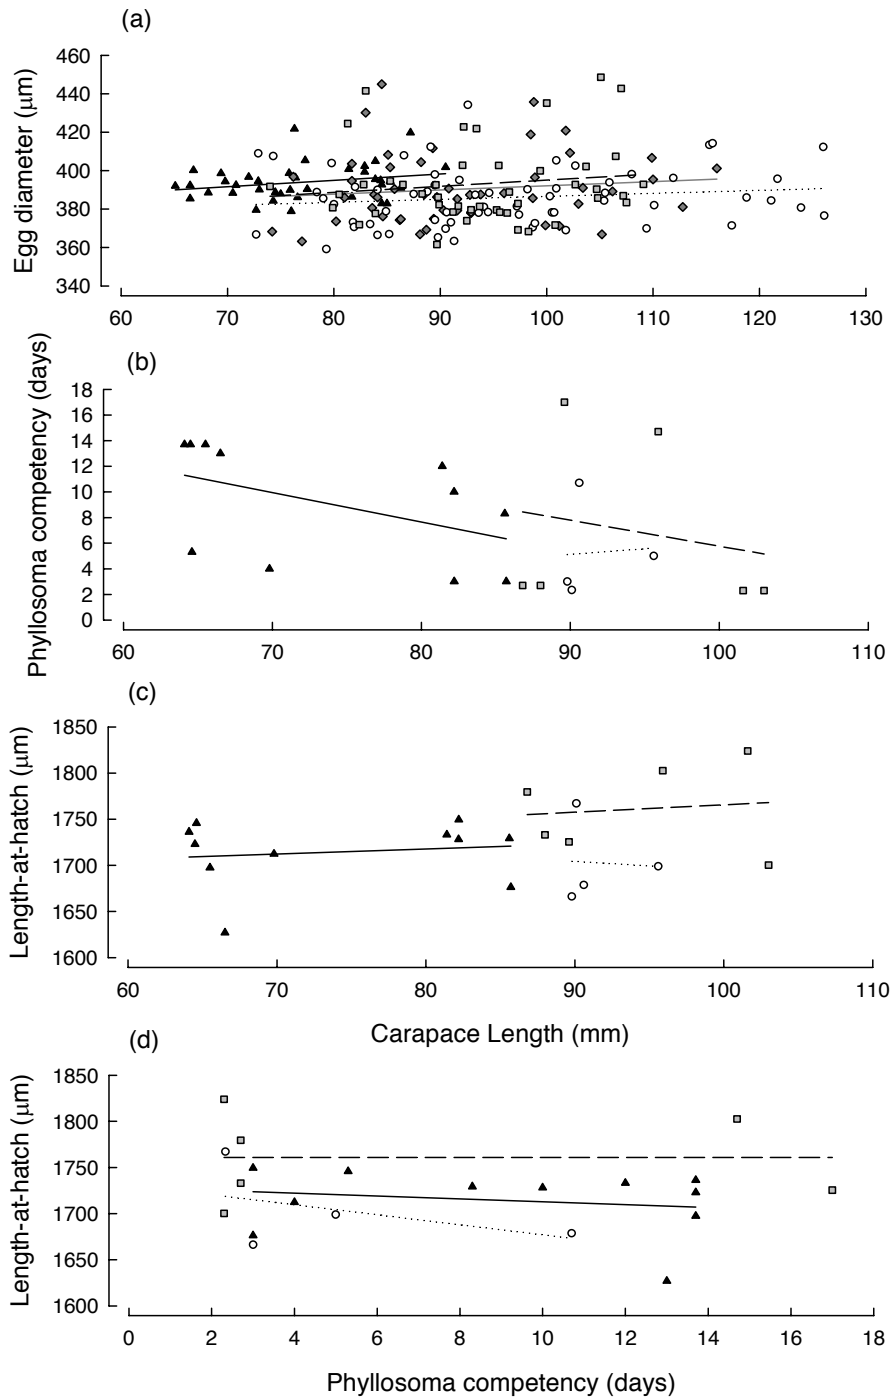 (a)
Egg diameter (μm)
460
440
420
400
380
360
340
60 70 80 90 100 110 120 130
(b)
Phyllosoma competency (days)
18
16
14
12
10
8
6
4
2
0
60 70 80 90 100 110
(c)
Length-at-hatch (μm)
1850
1800
1750
1700
1650
1600
60 70 80 90 100 110
Carapace Length (mm)
(d)
Length-at-hatch (μm)
1850
1800
1750
1700
1650
1600
0 2 4 6 8 10 12 14 16 18
Phyllosoma competency (days)